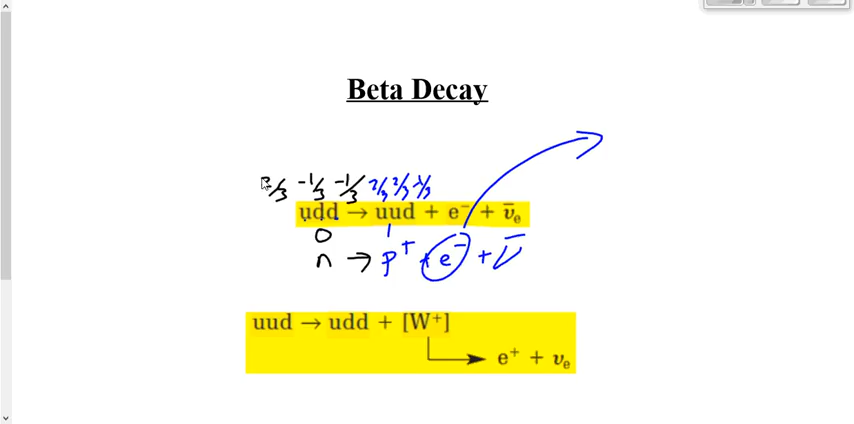 Beta Decay
2/3 -1/3 -1/3 2/3 2/3 -1/3
udd → uud + e⁻ + ν̄ₑ
0 1
n → p⁺ + e⁻ + ν̄
uud → udd + [W⁺]
e⁺ + νₑ